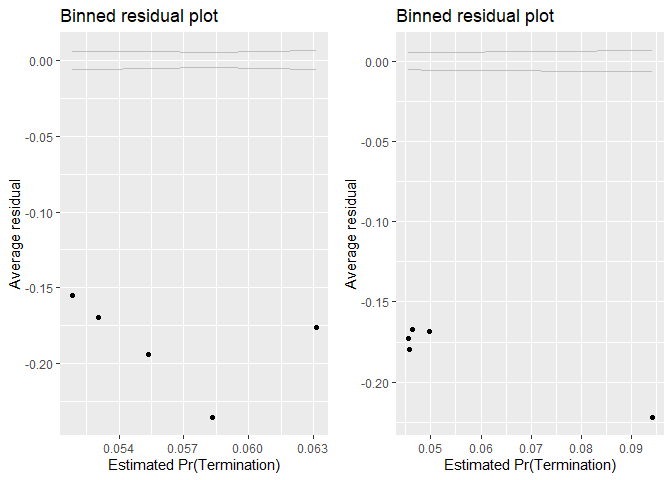 Binned residual plot
0.00
-0.05
-0.10
-0.15
-0.20
Average residual
0.054 0.057 0.060 0.063
Estimated Pr(Termination)
Binned residual plot
0.00
-0.05
-0.10
-0.15
-0.20
Average residual
0.05 0.06 0.07 0.08 0.09
Estimated Pr(Termination)